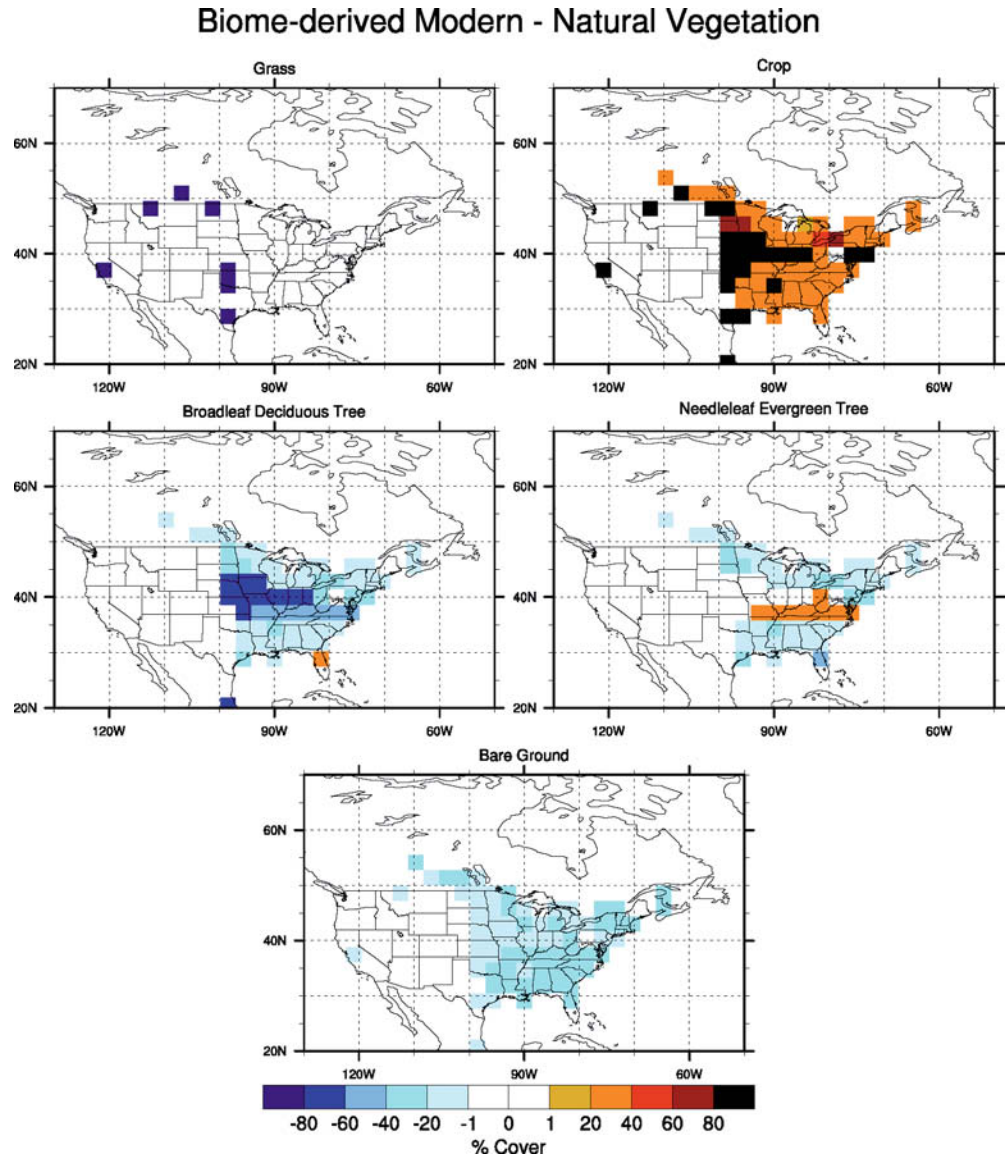 Biome-derived Modern - Natural Vegetation
Grass
Crop
60N
40N
20N
120W 90W 60W
60N
40N
20N
120W 90W 60W
Broadleaf Deciduous Tree
Needleleaf Evergreen Tree
60N
40N
20N
120W 90W 60W
60N
40N
20N
120W 90W 60W
Bare Ground
60N
40N
20N
120W 90W 60W
-80 -60 -40 -20 -1 0 1 20 40 60 80
% Cover